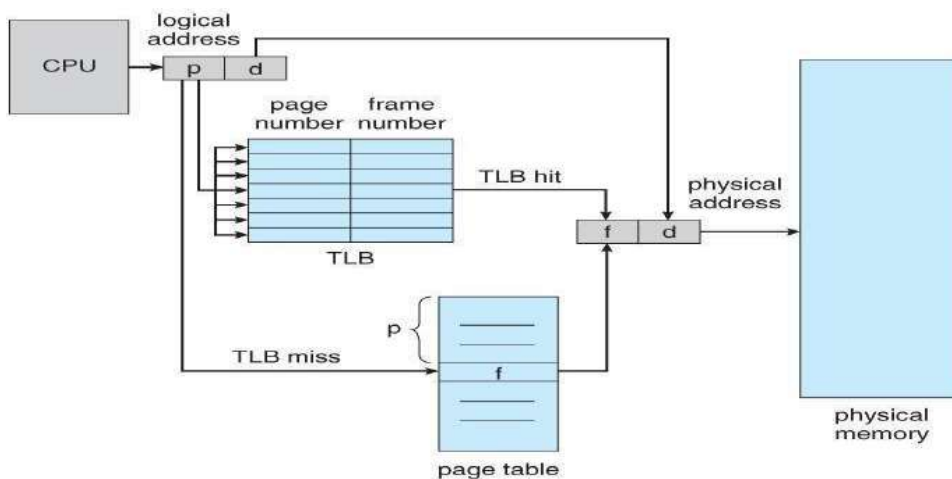 logical
address
CPU
p
d
page
number
frame
number
TLB hit
TLB
physical
address
f
d
p
TLB miss
f
page table
physical
memory